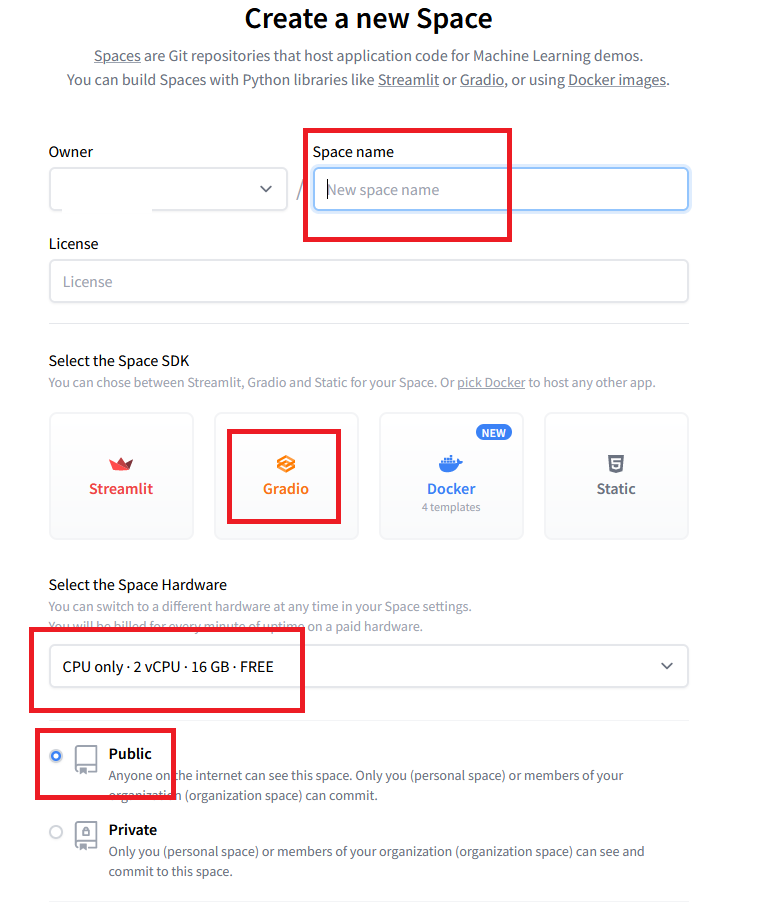 Create a new Space
Spaces are Git repositories that host application code for Machine Learning demos.
You can build Spaces with Python libraries like Streamlit or Gradio, or using Docker images.
Owner
Space name
/
New space name
License
License
Select the Space SDK
You can chose between Streamlit, Gradio and Static for your Space. Or pick Docker to host any other app.
NEW
Streamlit
Gradio
Docker
Static
4 templates
Select the Space Hardware
You can switch to a different hardware at any time in your Space settings.
You will be billed for every minute of uptime on a paid hardware.
CPU only · 2 vCPU · 16 GB · FREE
Public
Anyone on the internet can see this space. Only you (personal space) or members of your
organization (organization space) can commit.
Private
Only you (personal space) or members of your organization (organization space) can see and
commit to this space.